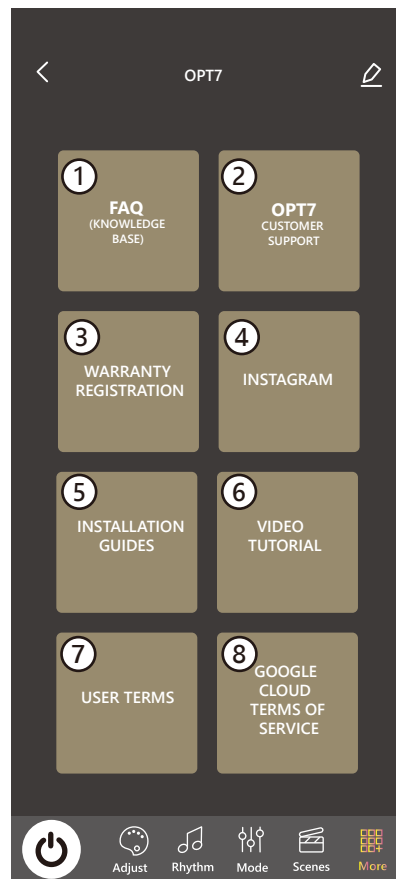 OPT7
1
FAQ
(KNOWLEDGE
BASE)
2
OPT7
CUSTOMER
SUPPORT
3
WARRANTY
REGISTRATION
4
INSTAGRAM
5
INSTALLATION
GUIDES
6
VIDEO
TUTORIAL
7
USER TERMS
8
GOOGLE
CLOUD
TERMS OF
SERVICE
Adjust
Rhythm
Mode
Scenes
More